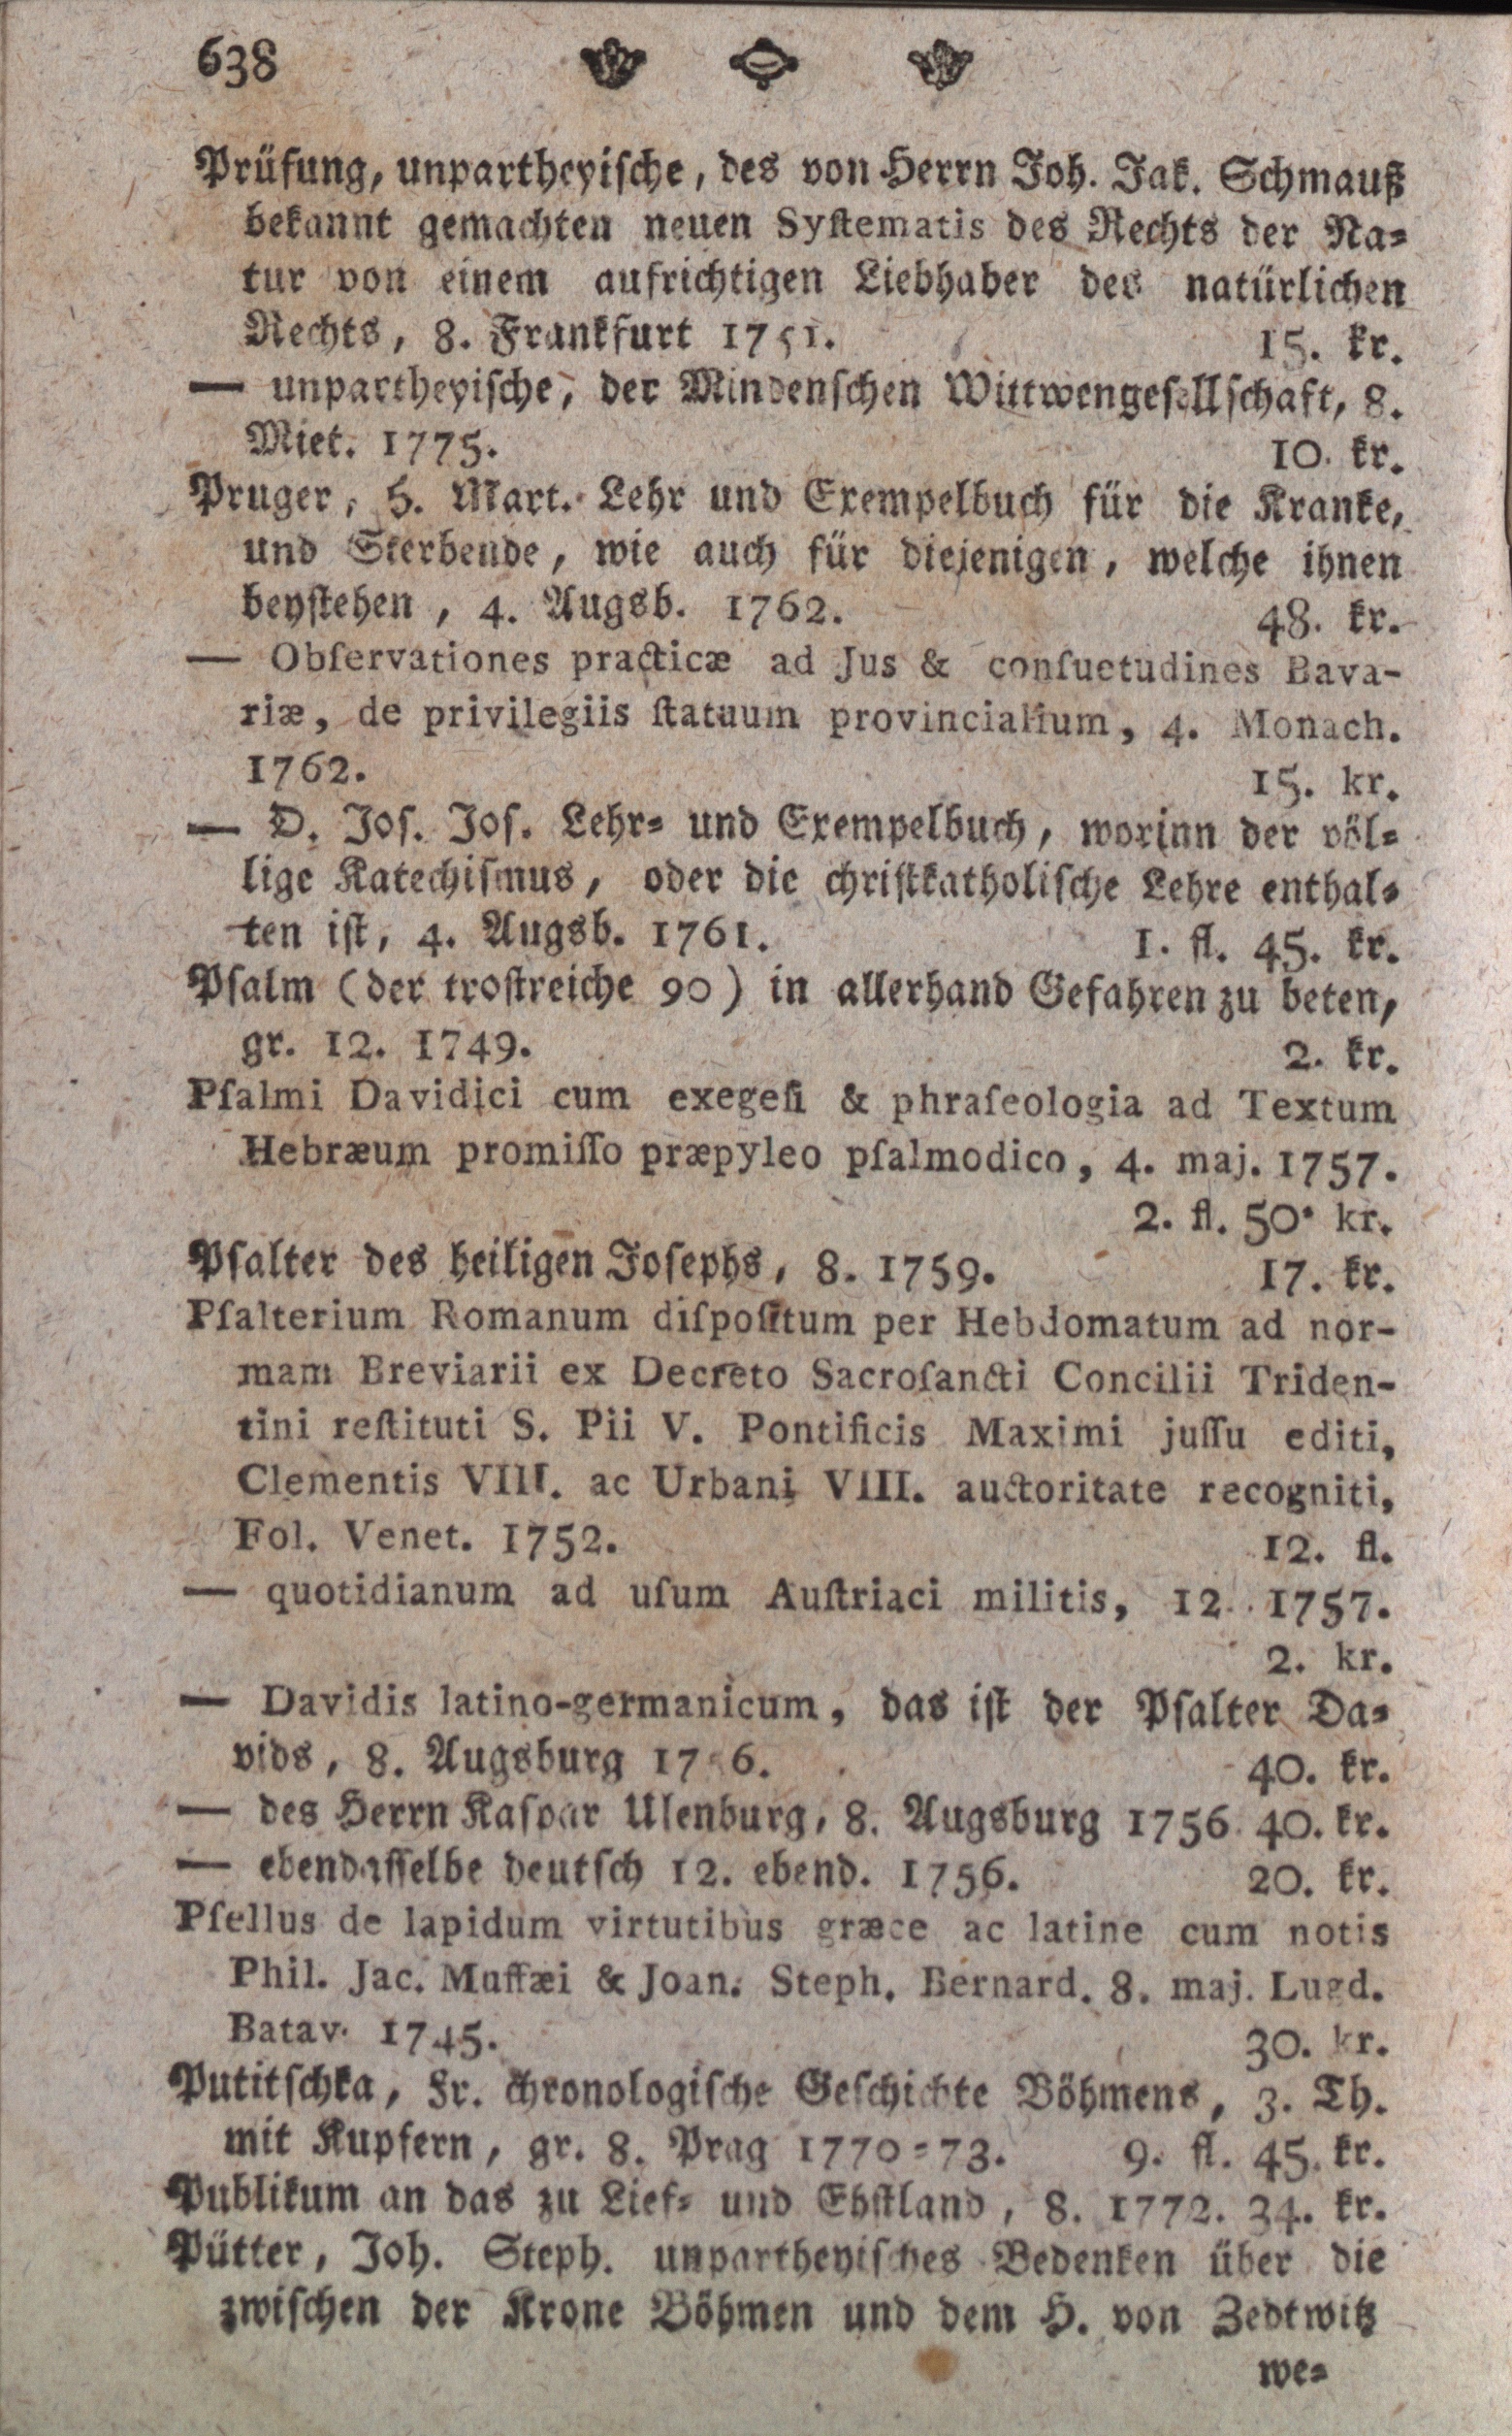 638
Prüfung, unpartheyische, des von Herrn Joh. Jak. Schmauß
bekannt gemachten neuen Syſtematis des Rechts der Na-
tur von einem aufrichtigen Liebhaber des natürlichen
Rechts, 8. Frankfurt 1751. 15. kr.
— unpartheyiſche, der Mindenſchen Wittwengeſellſchaft, 8.
Miet. 1775. 10. kr.
Pruger, H. Mart. Lehr und Exempelbuch für die Kranke,
und Sterbende, wie auch für diejenigen, welche ihnen
beyſtehen, 4. Augsb. 1762. 48. kr.
— Obſervationes practicæ ad Jus & conſuetudines Bava-
riæ, de privilegiis ſtatuum provincialium, 4. Monach.
1762. 15. kr.
— D. Joſ. Joſ. Lehr- und Exempelbuch, worinn der völ-
lige Katechiſmus, oder die chriſtkatholiſche Lehre enthal-
ten iſt, 4. Augsb. 1761. 1. fl. 45. kr.
Pſalm (der troſtreiche 90) in allerhand Gefahren zu beten,
gr. 12. 1749. 2. kr.
Pſalmi Davidici cum exegeſi & phraſeologia ad Textum
Hebræum promiſſo præpyleo pſalmodico, 4. maj. 1757.
2. fl. 50. kr.
Pſalter des heiligen Joſephs, 8. 1759. 17. kr.
Pſalterium Romanum diſpoſitum per Hebdomatum ad nor-
mam Breviarii ex Decreto Sacroſancti Concilii Triden-
tini reſtituti S. Pii V. Pontificis Maximi juſſu editi,
Clementis VIII. ac Urbani VIII. auctoritate recogniti,
Fol. Venet. 1752. 12. fl.
— quotidianum ad uſum Auſtriaci militis, 12. 1757.
2. kr.
— Davidis latino-germanicum, das iſt der Pſalter Da-
vids, 8. Augsburg 40. kr.
— des Herrn Kaſpar Ulenburg, 8. Augsburg 1756. 40. kr.
— ebendaſſelbe deutſch 12. ebend. 1756. 20. kr.
Pſellus de lapidum virtutibus græce ac latine cum notis
Phil. Jac. Muffæi & Joan. Steph. Bernard. 8. maj. Lugd.
Batav. 1745. 30. kr.
Putitſchka, Fr. chronologiſche Geſchichte Böhmens, 3. Th.
mit Kupfern, gr. 8. Prag 1770-73. 9. fl. 45. kr.
Publikum an das zu Lief- und Ehſtland, 8. 1772. 34. kr.
Pütter, Joh. Steph. unpartheyiſches Bedenken über die
zwiſchen der Krone Böhmen und dem H. von Zedtwitz
we-